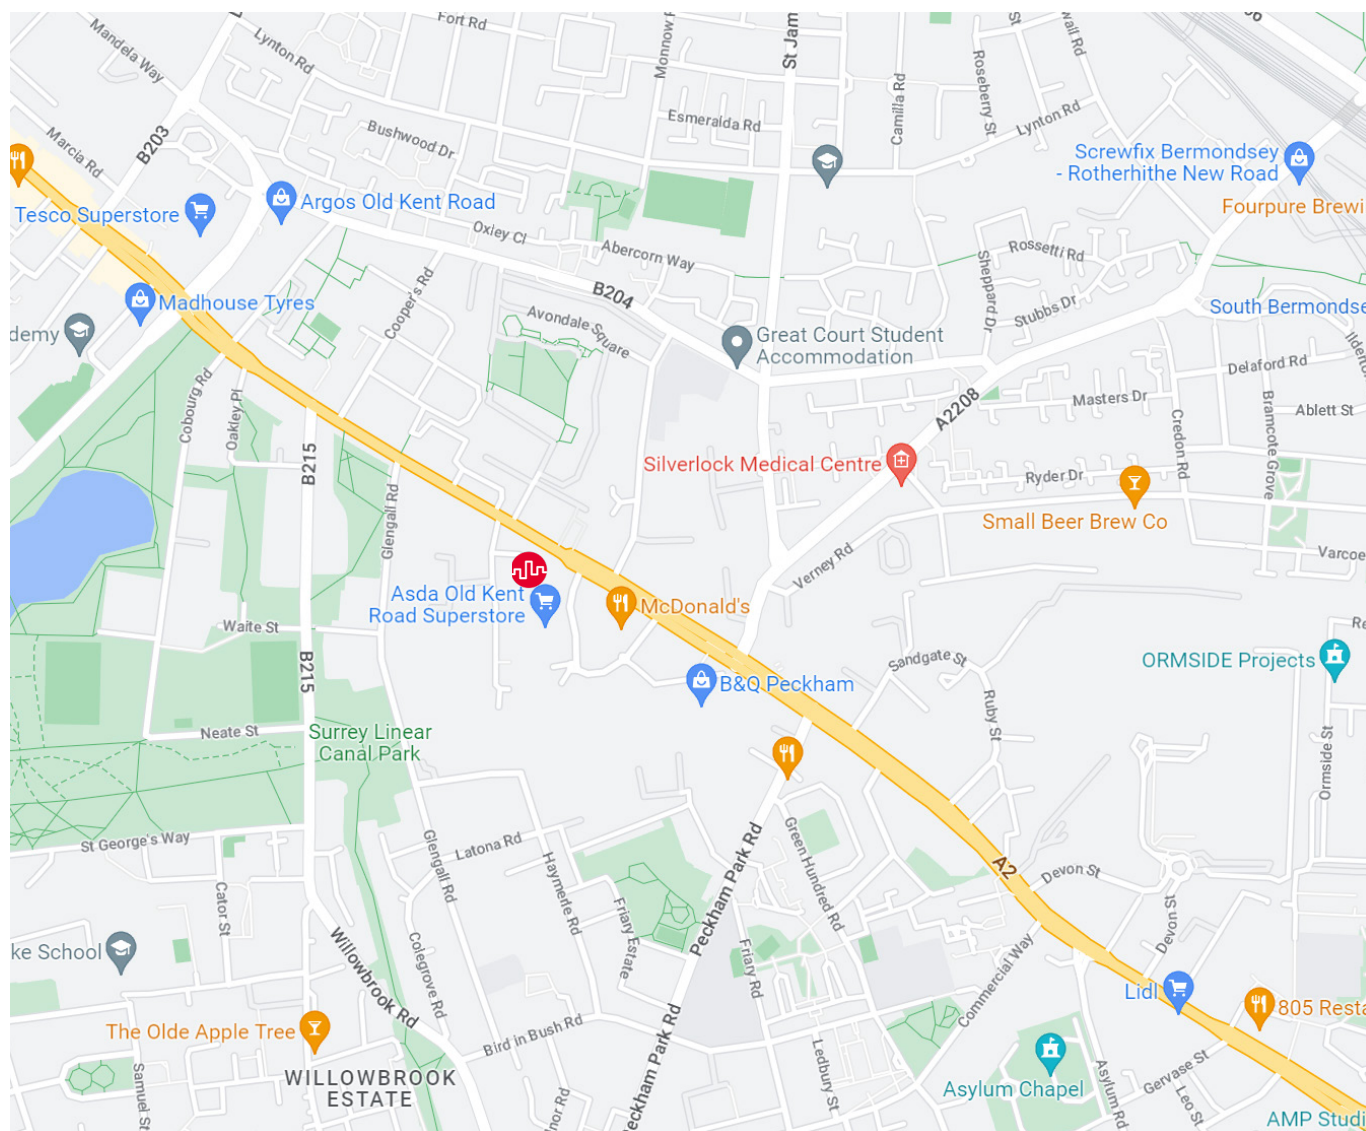 Fort Rd
Mandela Way
Lynton Rd
St Jam
Camilla Rd
Roseberry St
Lynton Rd
Esmeralda Rd
Bushwood Dr
B203
Marcia Rd
Screwfix Bermondsey
- Rotherhithe New Road
Tesco Superstore
Argos Old Kent Road
Fourpure Brewi
Oxley Cl
Abercorn Way
Rossetti Rd
Sheppard Dr
Cooper's Rd
B204
Madhouse Tyres
Avondale
Square
Stubbs Dr
South Bermondse
demy
Great Court Student
Accommodation
Cobourg Rd
Oakley Pl
Delaford Rd
Masters Dr
A2208
Bramcote Grove
Ablett St
Credon Rd
B215
Silverlock Medical Centre
Ryder Dr
Glengall Rd
Small Beer Brew Co
Varcoe
Verney Rd
Asda Old Kent
Road Superstore
McDonald's
Waite St
B215
Sandgate St
ORMSIDE Projects
B&Q Peckham
Ruby St
Neate St
Surrey Linear
Canal Park
Ormside St
St George's Way
Glengall Rd
Latona Rd
Haymerle Rd
Peckham Park Rd
Green Hundred Rd
A2
Devon St
Cator St
Friary Estate
Devon St
ke School
Willowbrook Rd
Colegrove Rd
Friary Rd
Commercial Way
Lidl
805 Resta
The Olde Apple Tree
Bird in Bush Rd
Peckham Park Rd
Ledbury St
Gervase St
Asylum Chapel
Asylum Rd
Leo St
WILLOWBROOK
ESTATE
Samuel St
nor Rd
AMP Studi